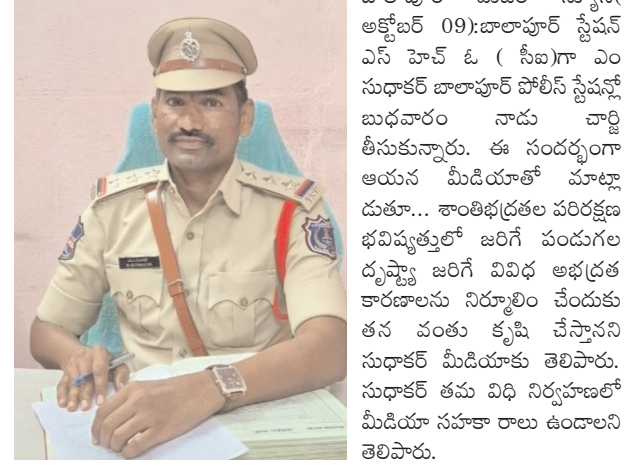 అక్టోబర్ 09):బాలాపూర్ స్టేషన్
ఎస్ హెచ్ ఓ ( సీఐ)గా ఎం
సుధాకర్ బాలాపూర్ పోలీస్ స్టేషన్లో
బుధవారం నాడు చార్జి
తీసుకున్నారు. ఈ సందర్భంగా
ఆయన మీడియాతో మాట్లా
డుతూ... శాంతిభద్రతల పరిరక్షణ
భవిష్యత్తులో జరిగే పండుగల
దృష్ట్యా జరిగే వివిధ అభద్రత
కారణాలను నిర్మూలిం చేందుకు
తన వంతు కృషి చేస్తానని
సుధాకర్ మీడియాకు తెలిపారు.
సుధాకర్ తమ విధి నిర్వహణలో
మీడియా సహకా రాలు ఉండాలని
తెలిపారు.